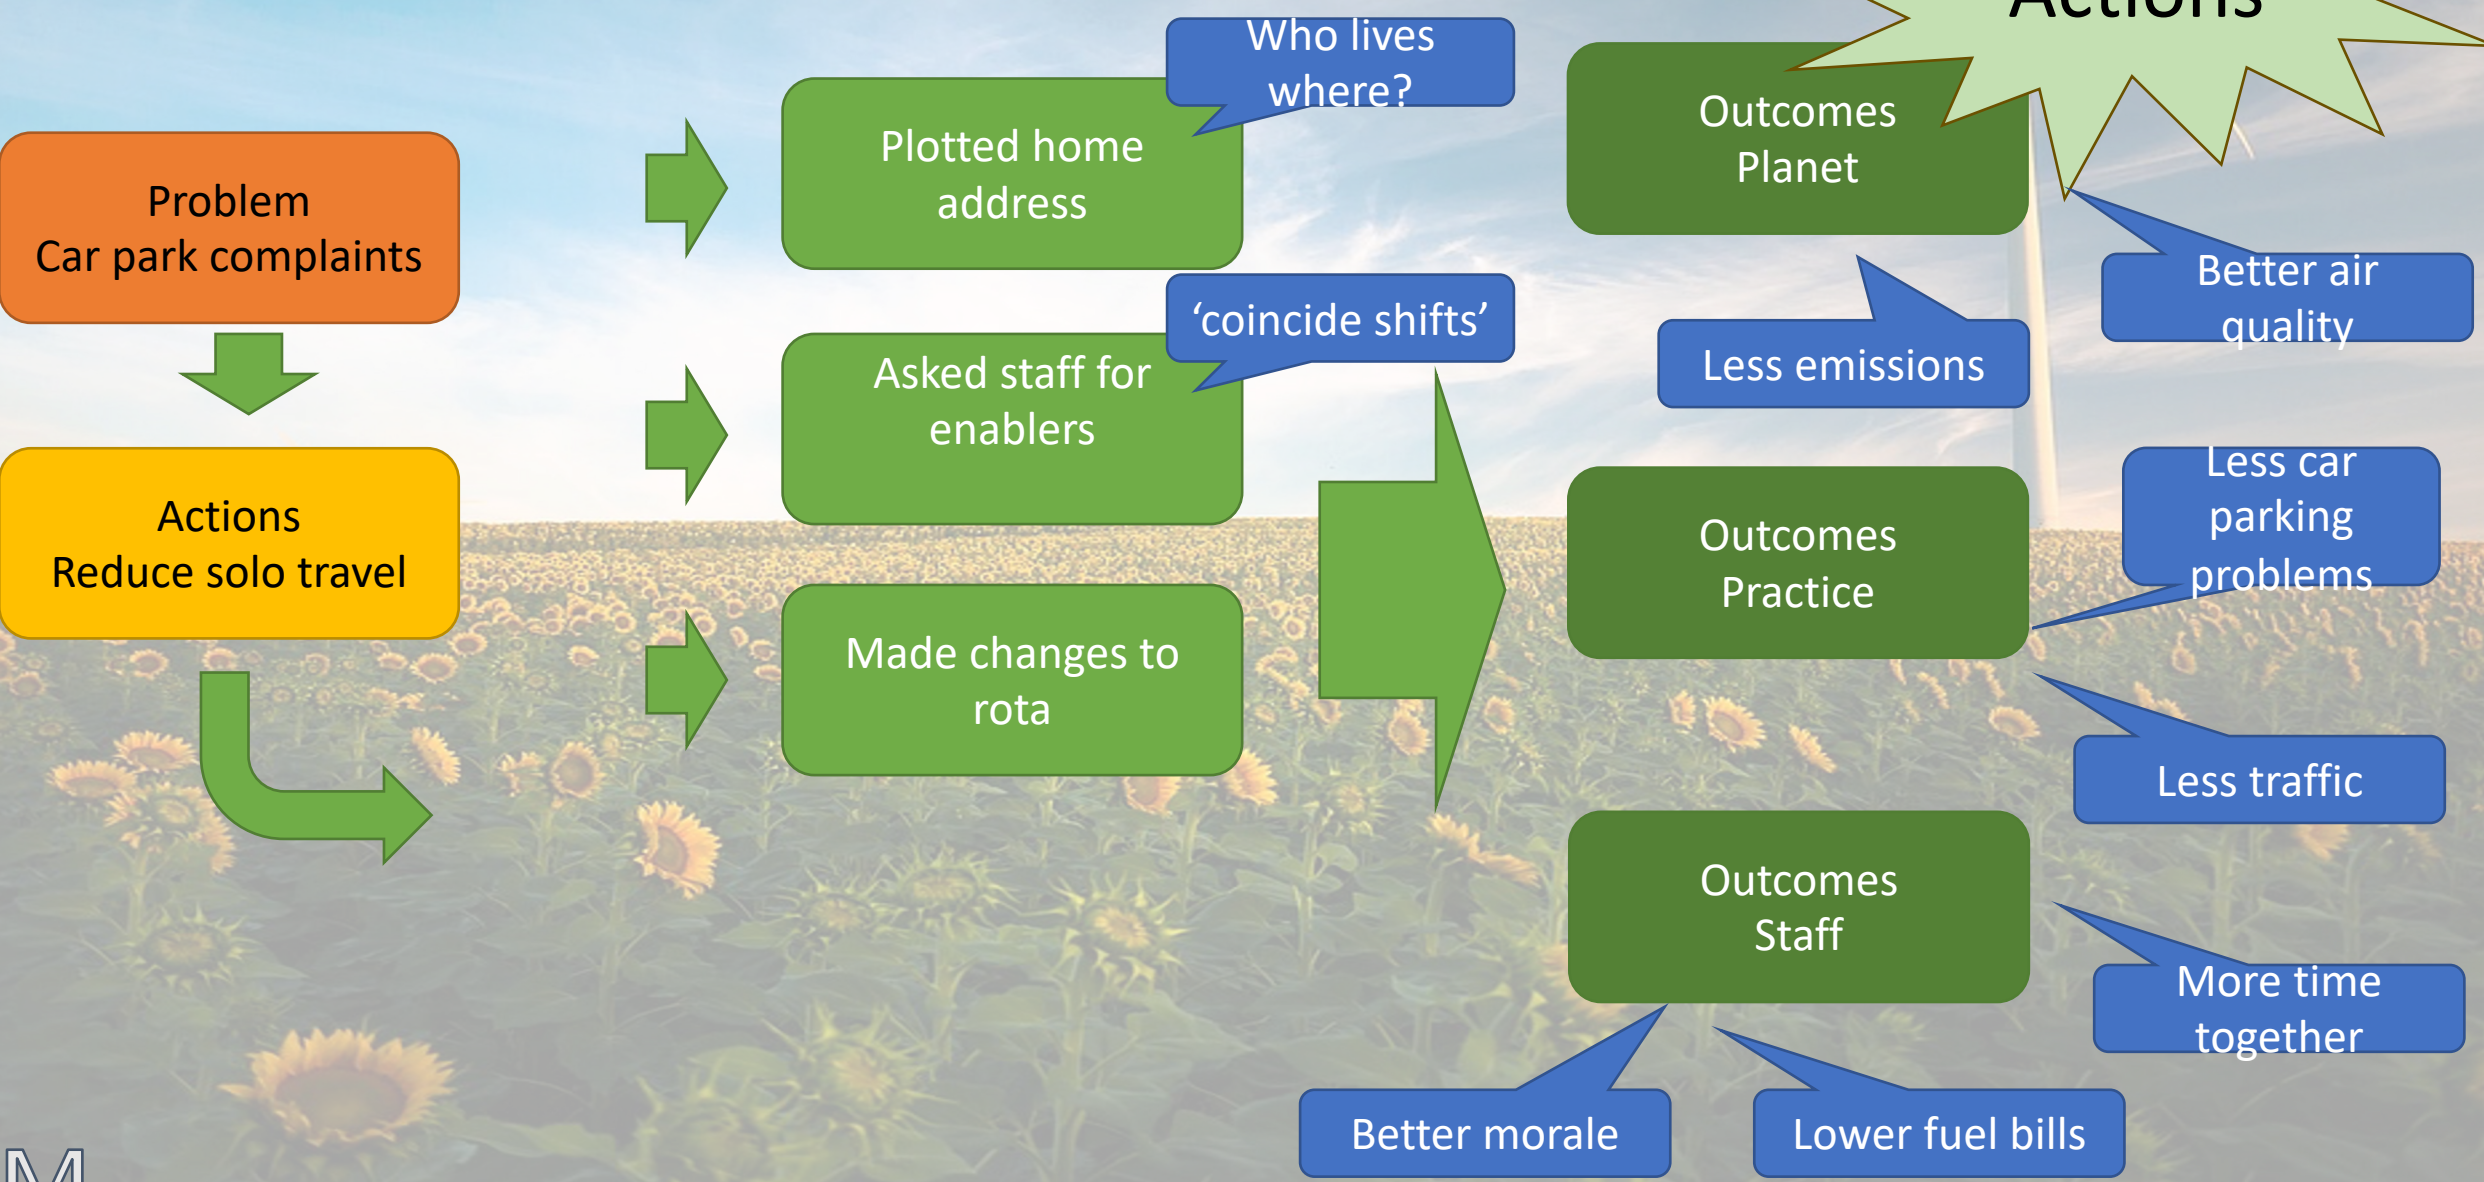 Actions
Problem
Car park complaints
Actions
Reduce solo travel
Plotted home
address
Who lives
where?
Asked staff for
enablers
‘coincide shifts’
Made changes to
rota
Outcomes
Planet
Less emissions
Better air
quality
Outcomes
Practice
Less car
parking
problems
Less traffic
Outcomes
Staff
More time
together
Better morale
Lower fuel bills
M